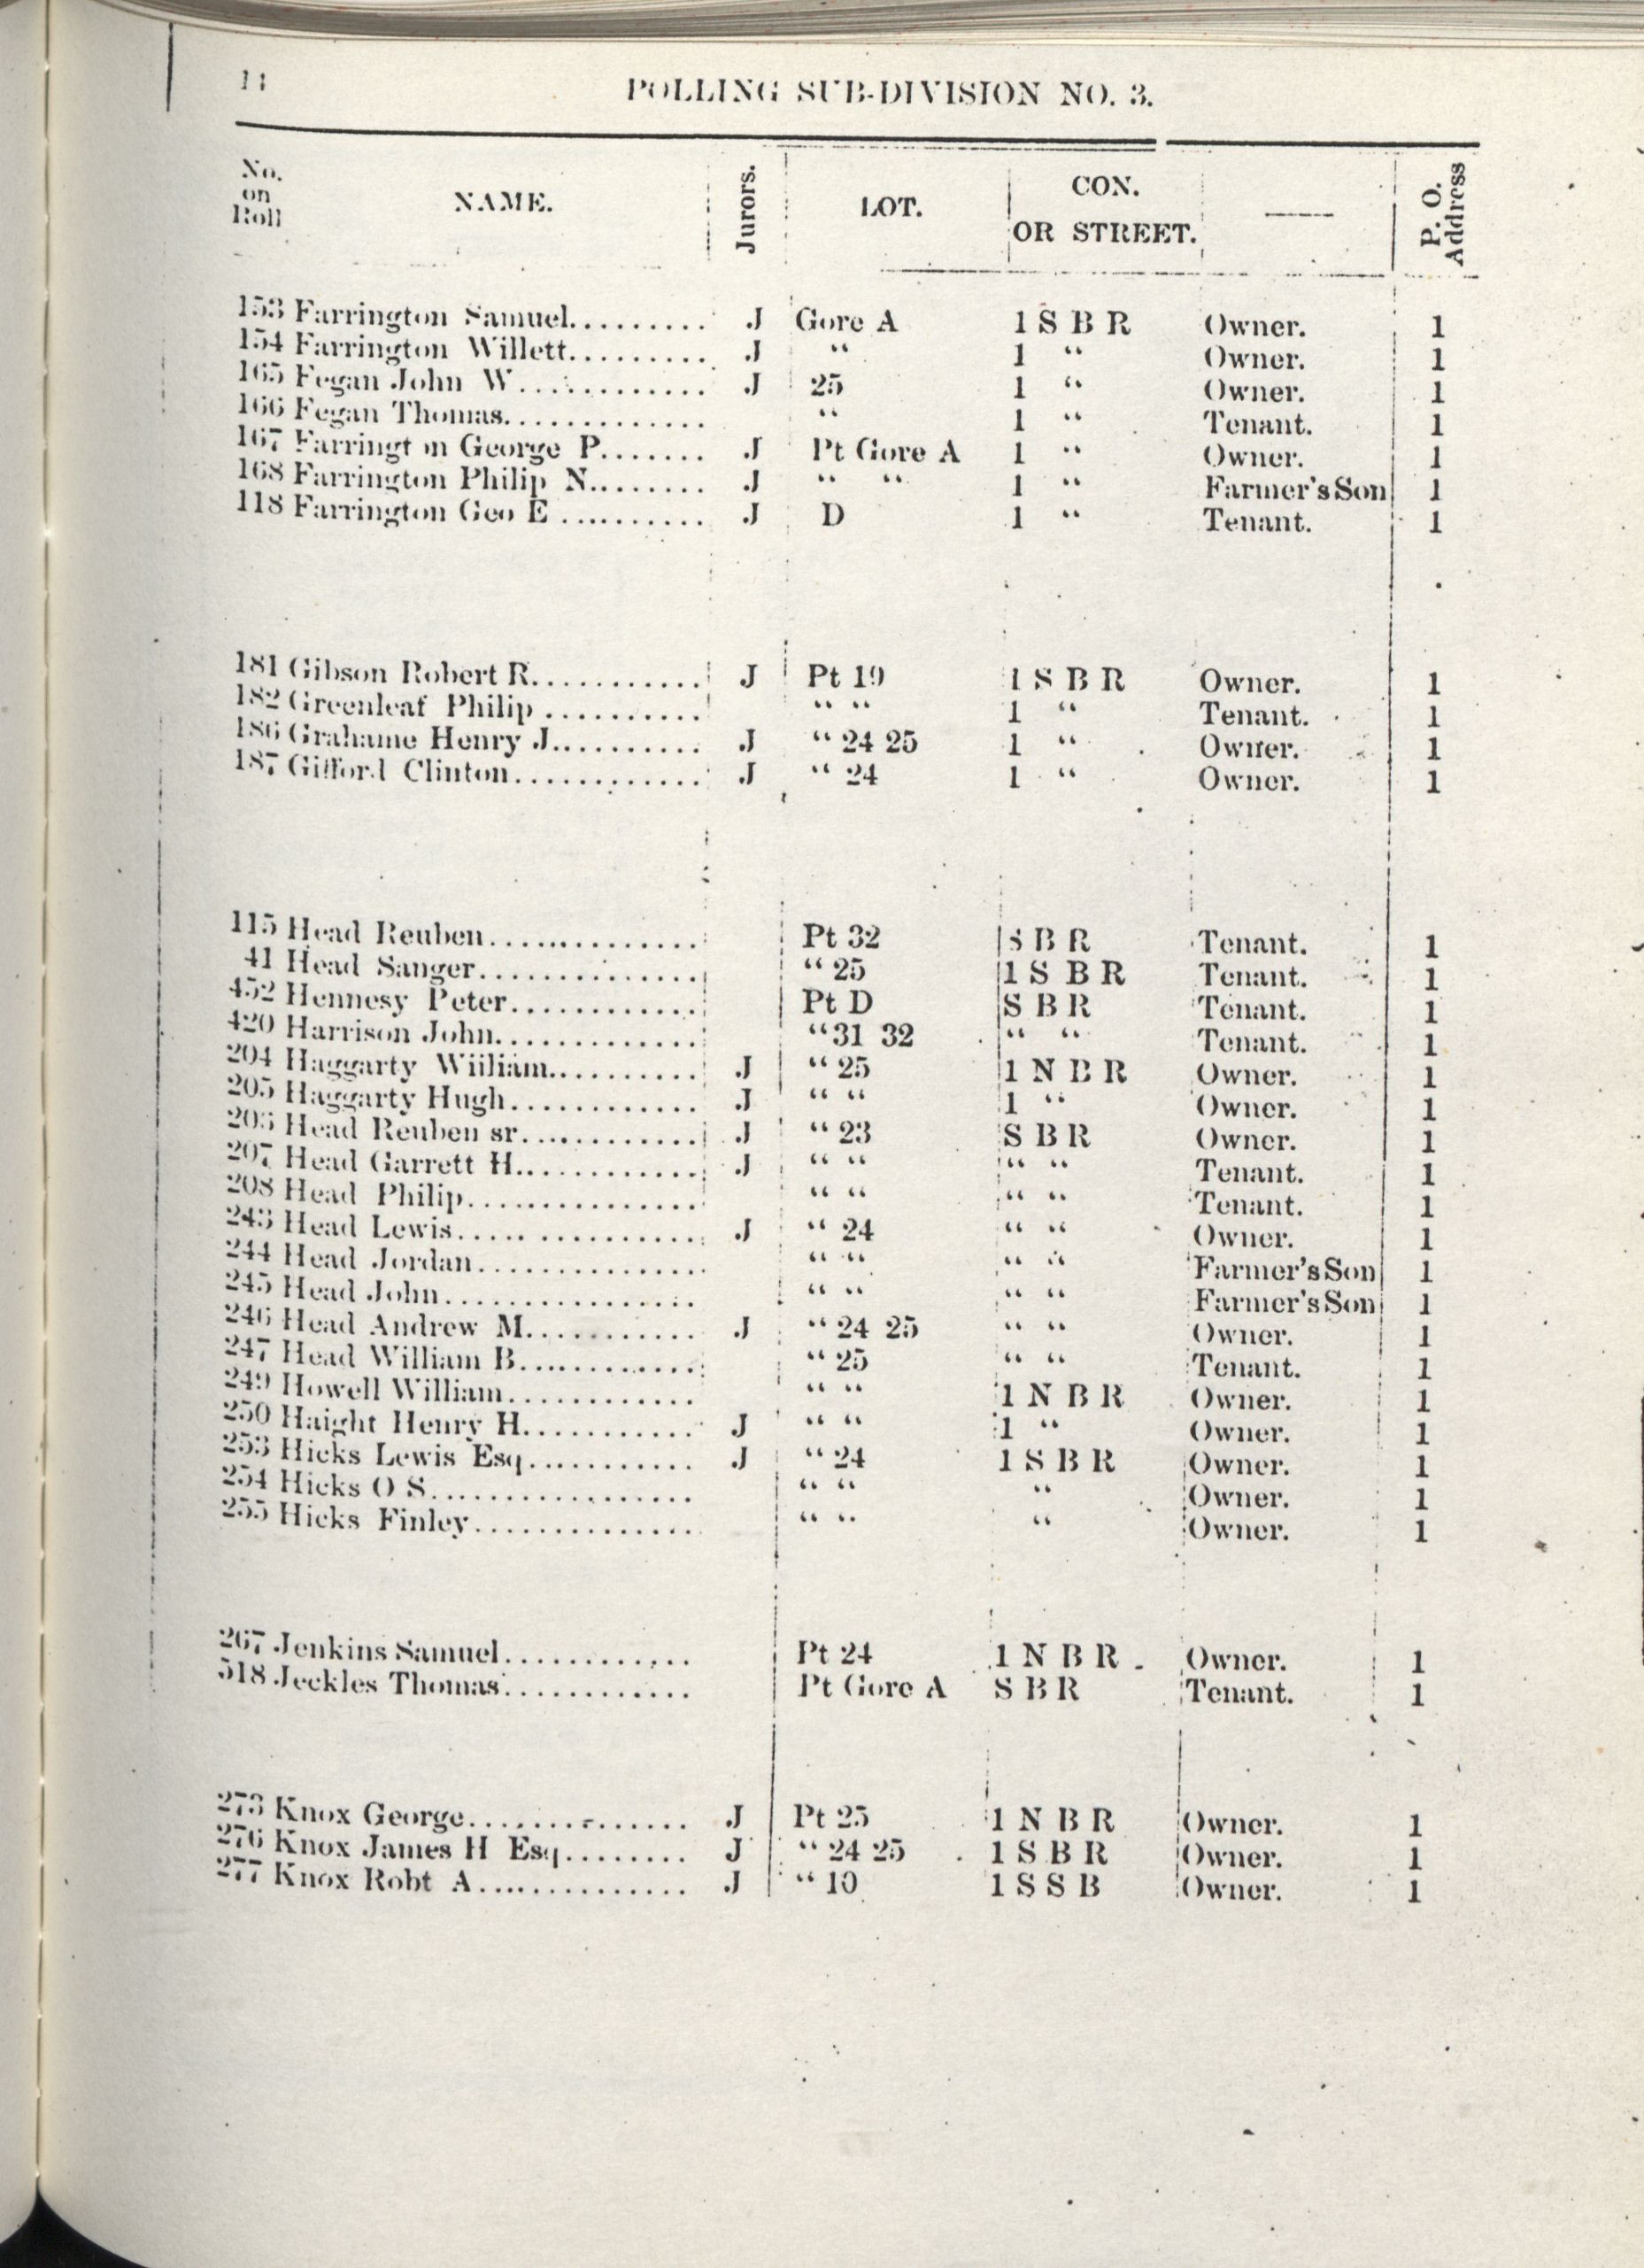 POLLING SUB-DIVISION NO. 3.
No. on Roll NAME. Jurors. LOT. CON. OR STREET. —— P. O. Address
153 Farrington Samuel......... J Gore A 1 S B R Owner. 1
154 Farrington Willett......... J “ 1 “ Owner. 1
165 Fegan John W............ J 25 1 “ Owner. 1
166 Fegan Thomas............. “ 1 “ Tenant. 1
167 Farringt n George P....... J Pt Gore A 1 “ Owner. 1
168 Farrington Philip N........ J “ “ 1 “ Farmer's Son 1
118 Farrington Geo E .......... J D 1 “ Tenant. 1
181 Gibson Robert R........... J Pt 19 1 S B R Owner. 1
182 Greenleaf Philip .......... “ “ 1 “ Tenant. 1
186 Grahame Henry J.......... J “ 24 25 1 “ Owner. 1
187 Gifford Clinton............ J “ 24 1 “ Owner. 1
115 Head Reuben.............. Pt 32 S B R Tenant. 1
41 Head Sanger.............. “ 25 1 S B R Tenant. 1
452 Hennesy Peter............ Pt D S B R Tenant. 1
420 Harrison John............. “ 31 32 “ “ Tenant. 1
204 Haggarty Wiiliam.......... J “ 25 1 N B R Owner. 1
205 Haggarty Hugh............ J “ “ 1 “ Owner. 1
206 Head Reuben sr............ J “ 23 S B R Owner. 1
207 Head Garrett H............ J “ “ “ “ Tenant. 1
208 Head Philip............... “ “ “ “ Tenant. 1
243 Head Lewis................ J “ 24 “ “ Owner. 1
244 Head Jordan.............. “ “ “ “ Farmer's Son 1
245 Head John................ “ “ “ “ Farmer's Son 1
246 Head Andrew M........... J “ 24 25 “ “ Owner. 1
247 Head William B............ “ 25 “ “ Tenant. 1
249 Howell William............ “ “ 1 N B R Owner. 1
250 Haight Henry H........... J “ “ 1 “ Owner. 1
253 Hicks Lewis Esq........... J “ 24 1 S B R Owner. 1
254 Hicks O S................. “ “ “ Owner. 1
255 Hicks Finley.............. “ “ “ Owner. 1
267 Jenkins Samuel............ Pt 24 1 N B R Owner. 1
518 Jeckles Thomas............ Pt Gore A S B R Tenant. 1
273 Knox George.............. J Pt 25 1 N B R Owner. 1
276 Knox James H Esq........ J “ 24 25 1 S B R Owner. 1
277 Knox Robt A.............. J “ 19 1 S S B Owner. 1